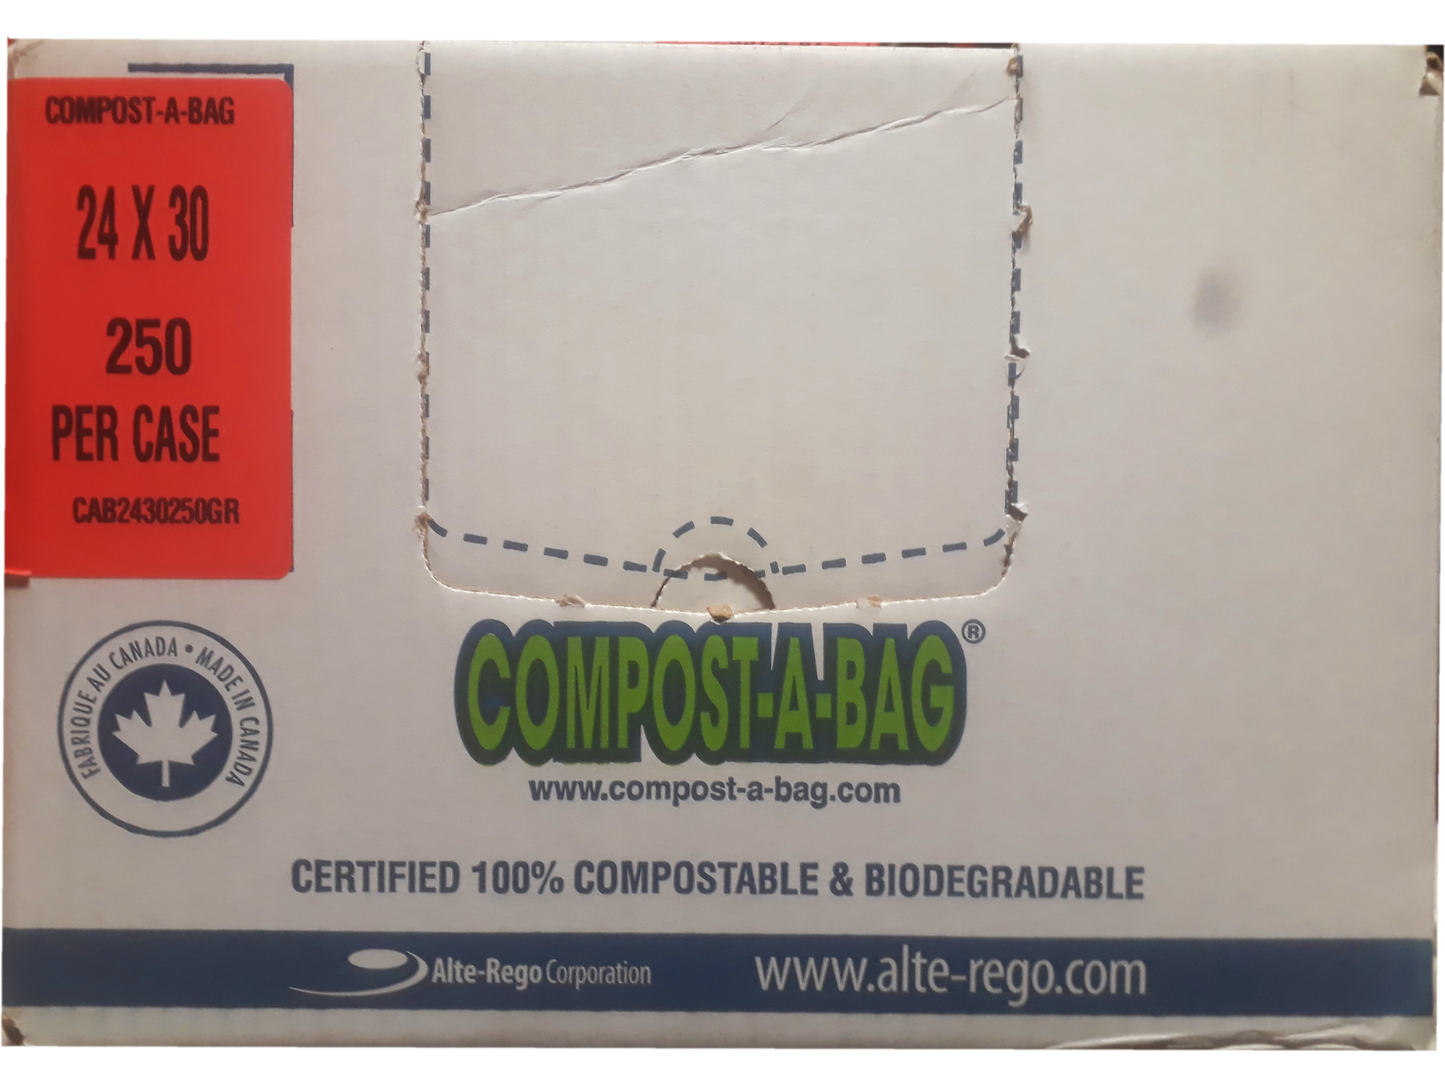 COMPOST-A-BAG
24 X 30
250
PER CASE
CAB2430250GR
FABRIQUE AU CANADA • MADE IN CANADA
COMPOST-A-BAG®
www.compost-a-bag.com
CERTIFIED 100% COMPOSTABLE & BIODEGRADABLE
Alte-Rego Corporation
www.alte-rego.com